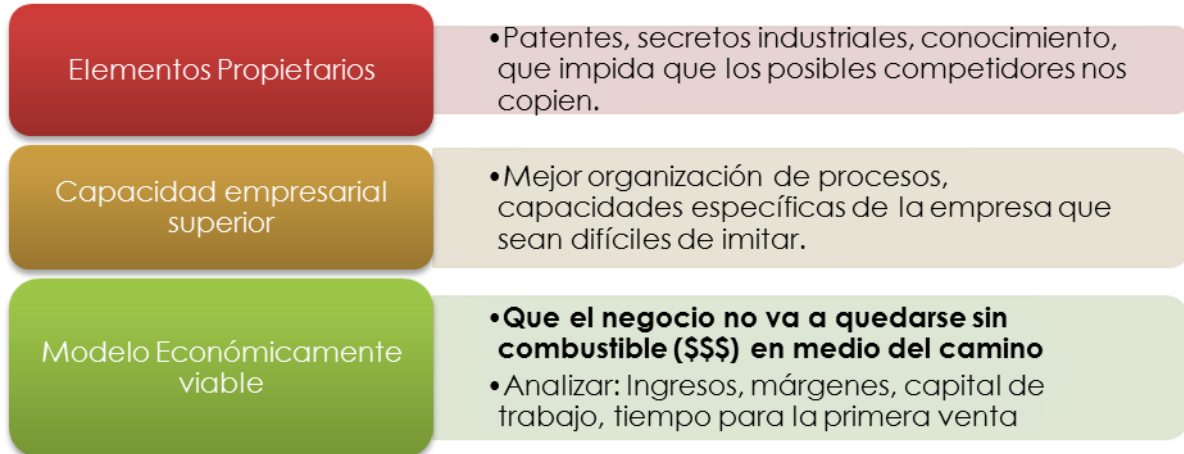 Elementos Propietarios
•Patentes, secretos industriales, conocimiento,
que impida que los posibles competidores nos
copien.
Capacidad empresarial
superior
•Mejor organización de procesos,
capacidades específicas de la empresa que
sean difíciles de imitar.
Modelo Económicamente
viable
•Que el negocio no va a quedarse sin
combustible ($$$) en medio del camino
•Analizar: Ingresos, márgenes, capital de
trabajo, tiempo para la primera venta